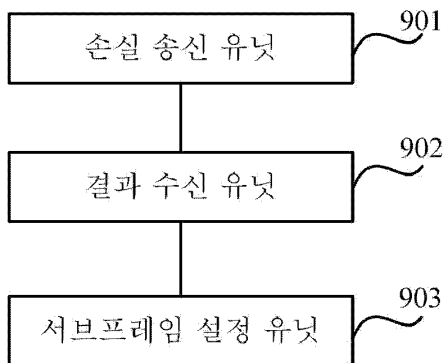 901
손실 송신 유닛
902
결과 수신 유닛
903
서브프레임 설정 유닛